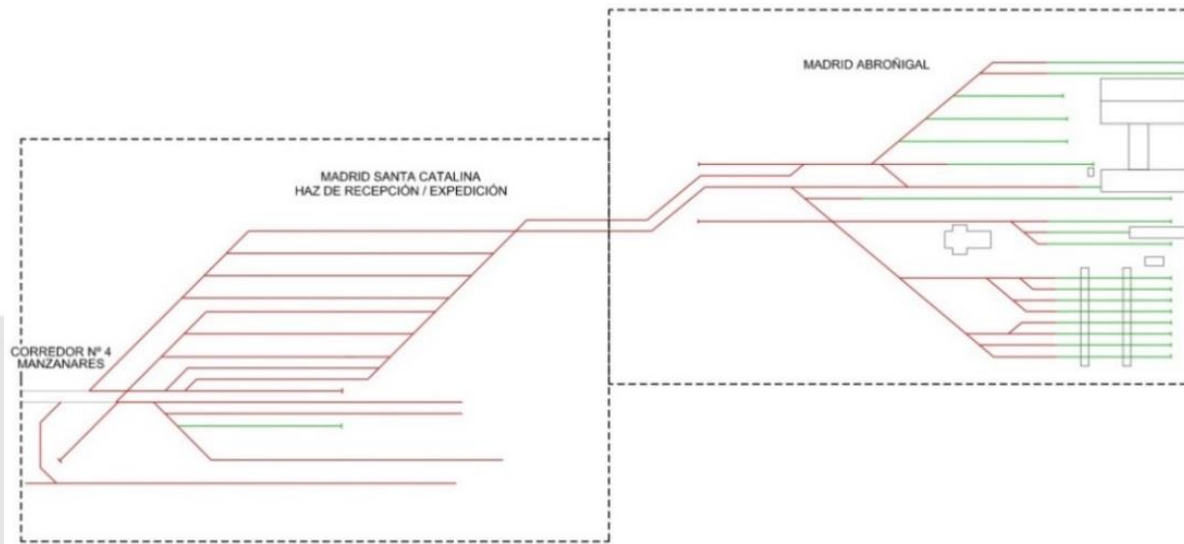 MADRID ABROÑIGAL
MADRID SANTA CATALINA
HAZ DE RECEPCIÓN / EXPEDICIÓN
CORREDOR Nº 4
MANZANARES